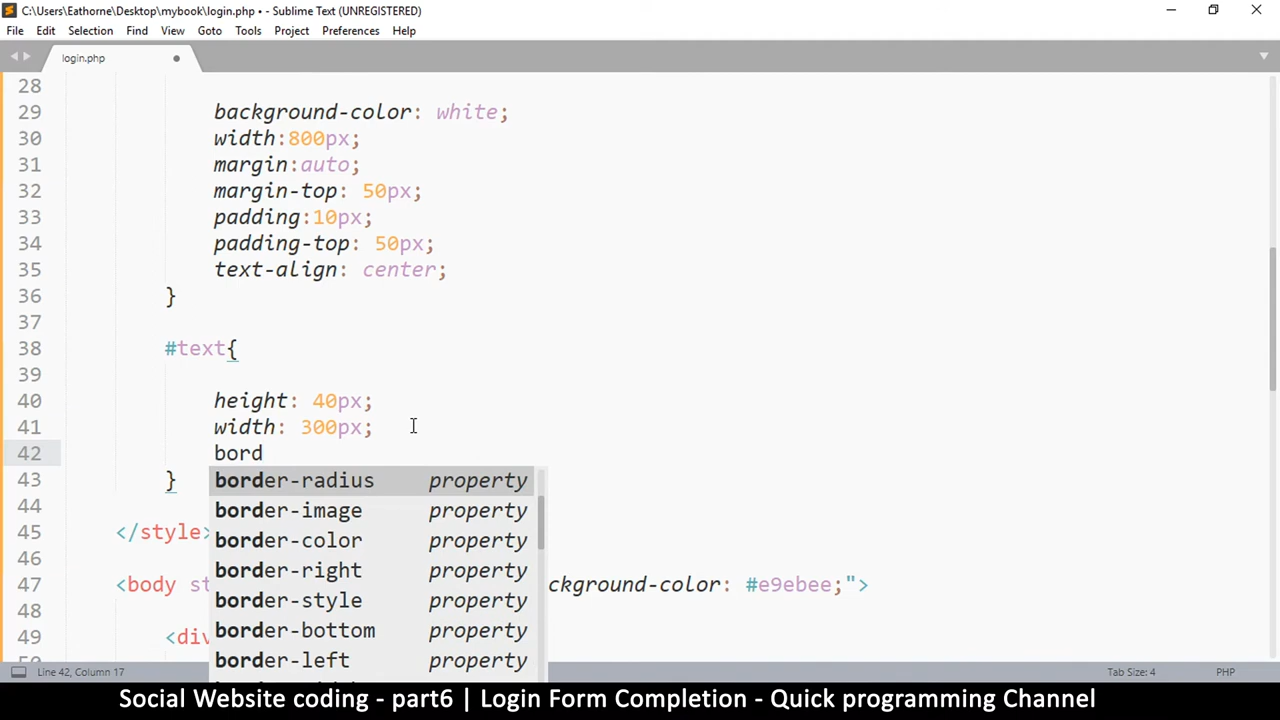 C:\Users\Eathorne\Desktop\mybook\login.php • - Sublime Text (UNREGISTERED)
File Edit Selection Find View Goto Tools Project Preferences Help
login.php
28
29 background-color: white;
30 width:800px;
31 margin:auto;
32 margin-top: 50px;
33 padding:10px;
34 padding-top: 50px;
35 text-align: center;
36 }
37
38 #text{
39
40 height: 40px;
41 width: 300px;
42 bord
43 }
border-radius property
44
border-image property
45 </style>
border-color property
46
border-right property
47 <body st ckground-color: #e9ebee;">
border-style property
48
border-bottom property
49 <div
border-left property
Line 42, Column 17 Tab Size: 4 PHP
Social Website coding - part6 | Login Form Completion - Quick programming Channel